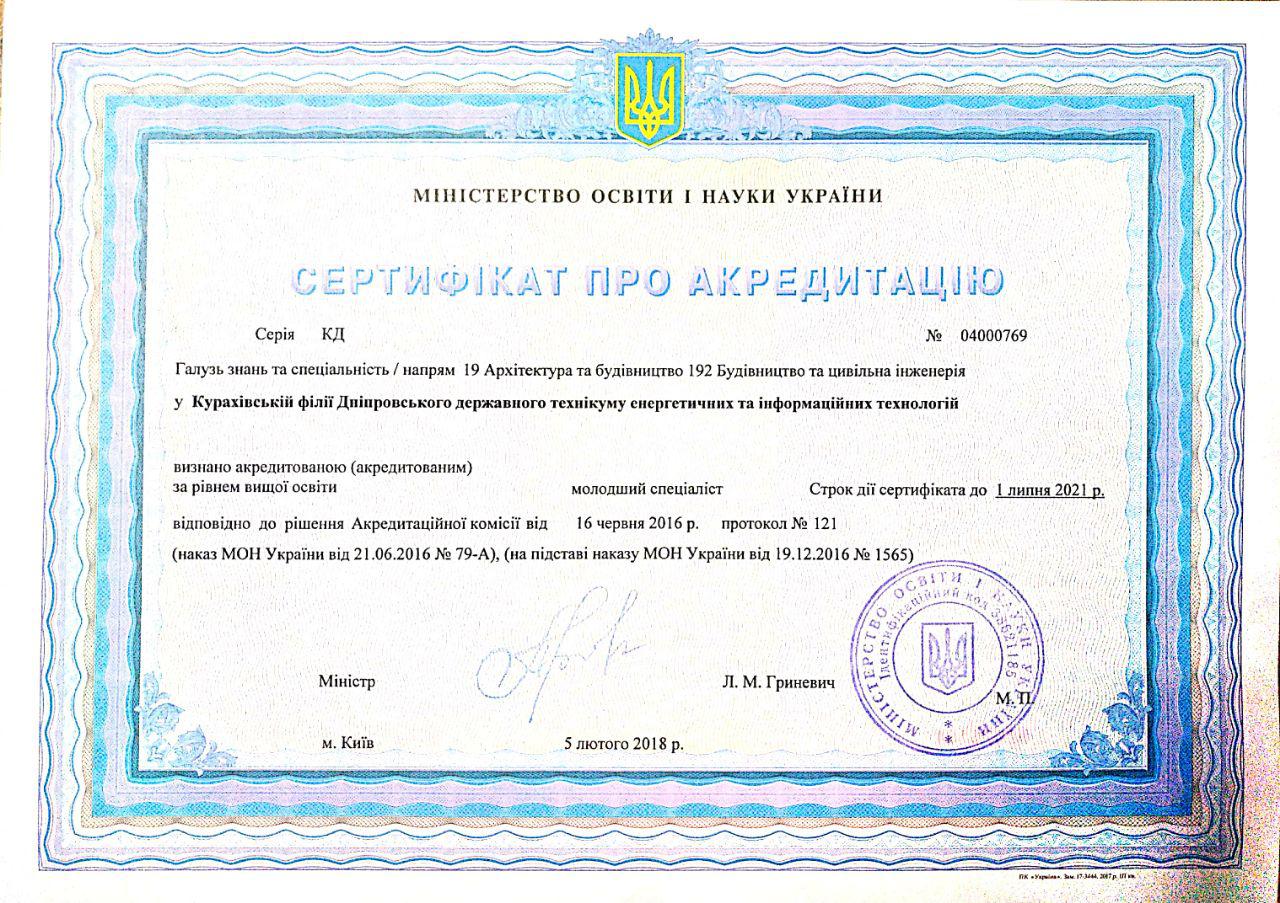 МІНІСТЕРСТВО ОСВІТИ І НАУКИ УКРАЇНИ
СЕРТИФІКАТ ПРО АКРЕДИТАЦІЮ
Серія КД № 04000769
Галузь знань та спеціальність / напрям 19 Архітектура та будівництво 192 Будівництво та цивільна інженерія
у Курахівській філії Дніпровського державного технікуму енергетичних та інформаційних технологій
визнано акредитованою (акредитованим)
за рівнем вищої освіти молодший спеціаліст Строк дії сертифіката до 1 липня 2021 р.
відповідно до рішення Акредитаційної комісії від 16 червня 2016 р. протокол № 121
(наказ МОН України від 21.06.2016 № 79-А), (на підставі наказу МОН України від 19.12.2016 № 1565)
МІНІСТЕРСТВО ОСВІТИ І НАУКИ УКРАЇНИ
Ідентифікаційний код 38621185
Міністр Л. М. Гриневич
М. П.
м. Київ 5 лютого 2018 р.
ПК «Україна». Зам. 17-3444, 2017 р. III кв.